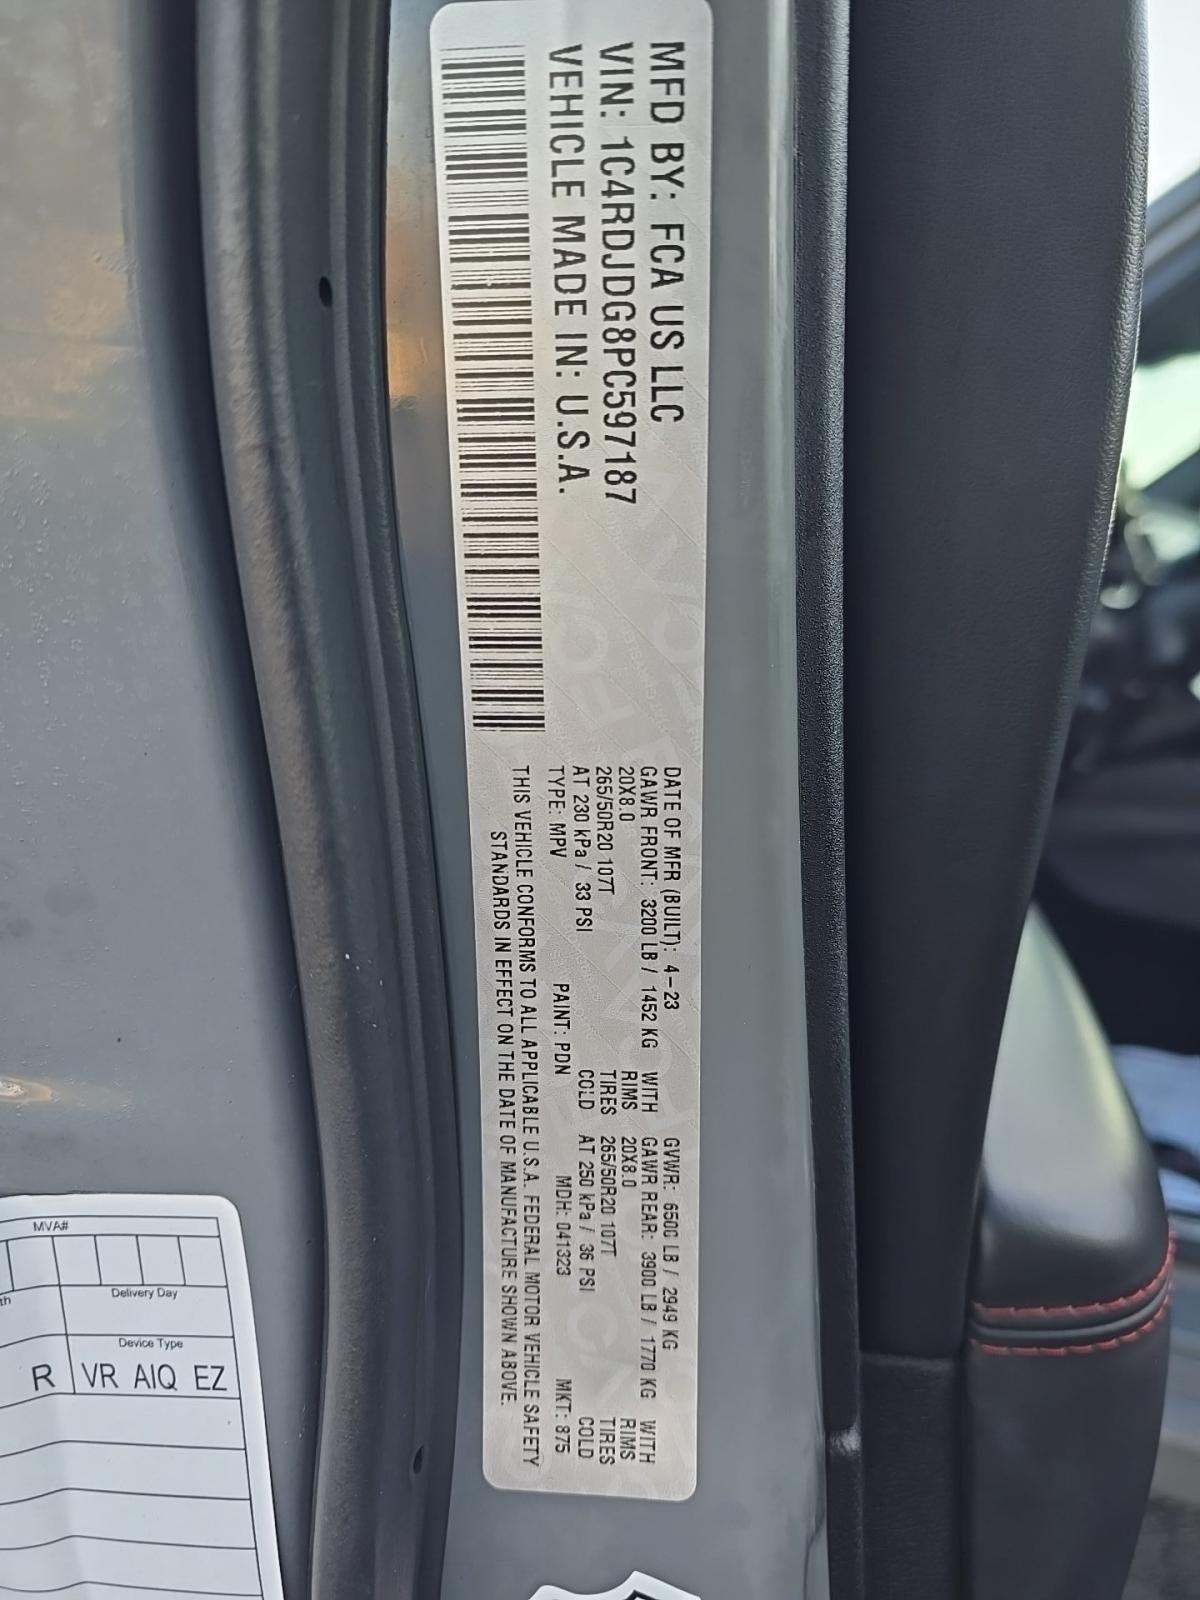 MFD BY: FCA US LLC
VIN: 1C4RDJDG8PC597187
VEHICLE MADE IN: U.S.A.
DATE OF MFR (BUILT): 4-23 GVWR: 6500 LB / 2949 KG
GAWR FRONT: 3200 LB / 1452 KG WITH GAWR REAR: 3900 LB / 1770 KG WITH
20X8.0 RIMS 20X8.0 RIMS
265/50R20 107T TIRES 265/50R20 107T TIRES
AT 230 kPa / 33 PSI COLD AT 250 kPa / 36 PSI COLD
TYPE: MPV PAINT: PDN MDH: 041323 MKT: 875
THIS VEHICLE CONFORMS TO ALL APPLICABLE U.S.A. FEDERAL MOTOR VEHICLE SAFETY
STANDARDS IN EFFECT ON THE DATE OF MANUFACTURE SHOWN ABOVE.
MVA#
Delivery Day
Device Type
R VR AIQ EZ